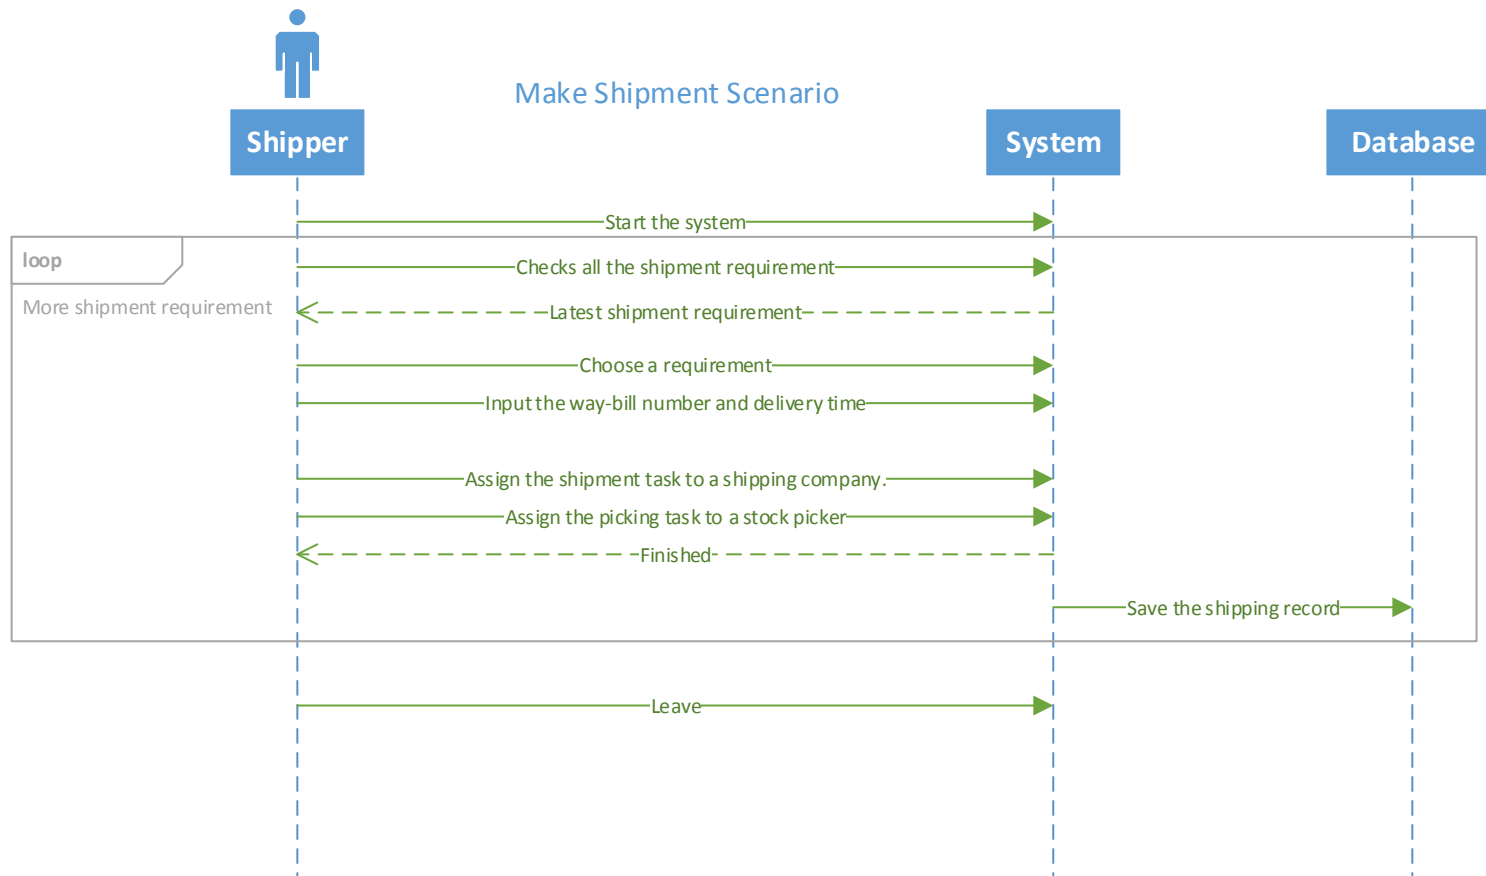 Make Shipment Scenario
Shipper
System
Database
Start the system
loop
Checks all the shipment requirement
More shipment requirement
Latest shipment requirement
Choose a requirement
Input the way-bill number and delivery time
Assign the shipment task to a shipping company.
Assign the picking task to a stock picker
Finished
Save the shipping record
Leave